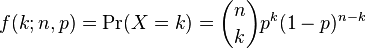 f(k; n, p) = Pr(X = k) = \binom{n}{k} p^k (1 − p)^{n−k}